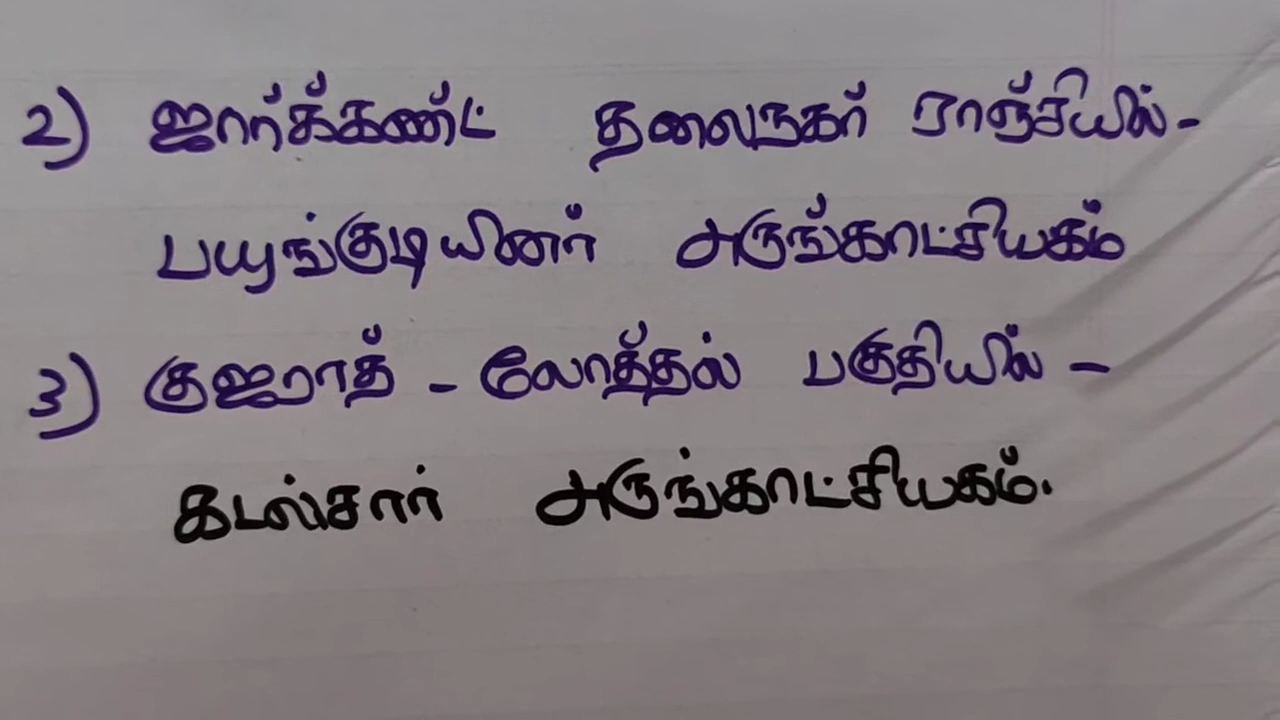 2) ஜார்க்கண்ட் தலைநகர் ராஞ்சியில் -
பழங்குடியினர் அருங்காட்சியகம்
3) குஜராத் - லோத்தல் பகுதியில் -
கடல்சார் அருங்காட்சியகம்.